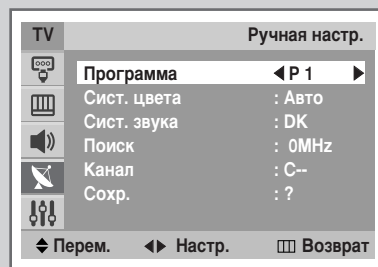 TV Ручная настр.
Программа ◀ P 1 ▶
Сист. цвета : Авто
Сист. звука : DK
Поиск : 0MHz
Канал : C--
Сохр. : ?
Перем. Настр. Возврат